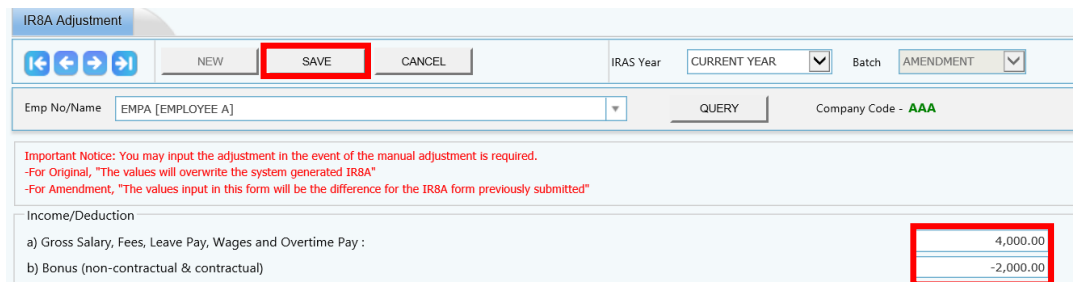 IR8A Adjustment
NEW SAVE CANCEL IRAS Year CURRENT YEAR Batch AMENDMENT
Emp No/Name EMPA [EMPLOYEE A] QUERY Company Code - AAA
Important Notice: You may input the adjustment in the event of the manual adjustment is required.
-For Original, "The values will overwrite the system generated IR8A"
-For Amendment, "The values input in this form will be the difference for the IR8A form previously submitted"
Income/Deduction
a) Gross Salary, Fees, Leave Pay, Wages and Overtime Pay : 4,000.00
b) Bonus (non-contractual & contractual) -2,000.00